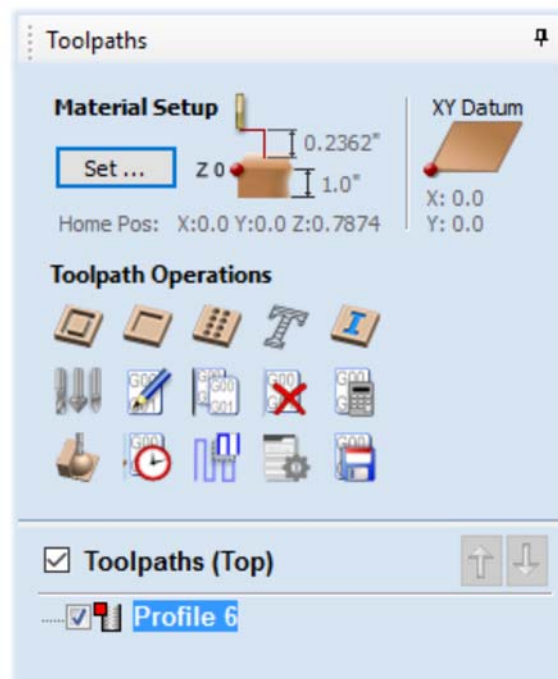 Toolpaths
Material Setup
XY Datum
0.2362"
Set ...
Z 0
1.0"
X: 0.0
Home Pos: X:0.0 Y:0.0 Z:0.7874
Y: 0.0
Toolpath Operations
Toolpaths (Top)
Profile 6